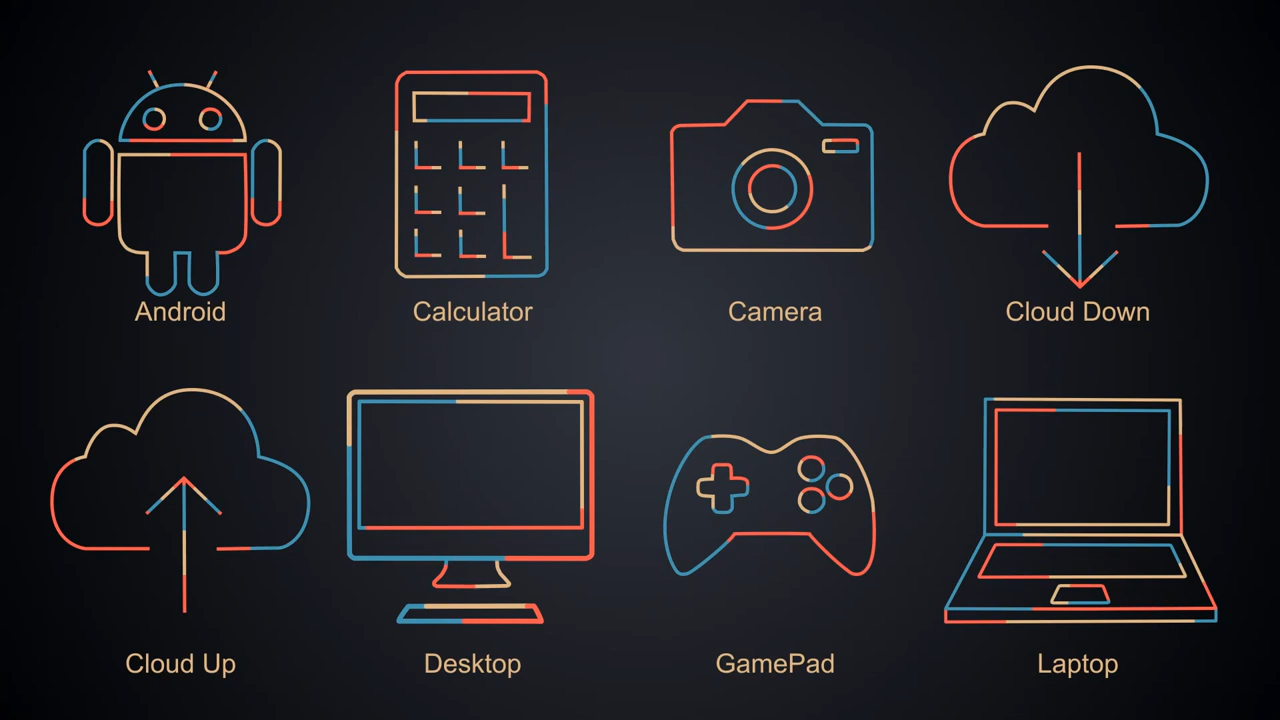 Android
Calculator
Camera
Cloud Down
Cloud Up
Desktop
GamePad
Laptop